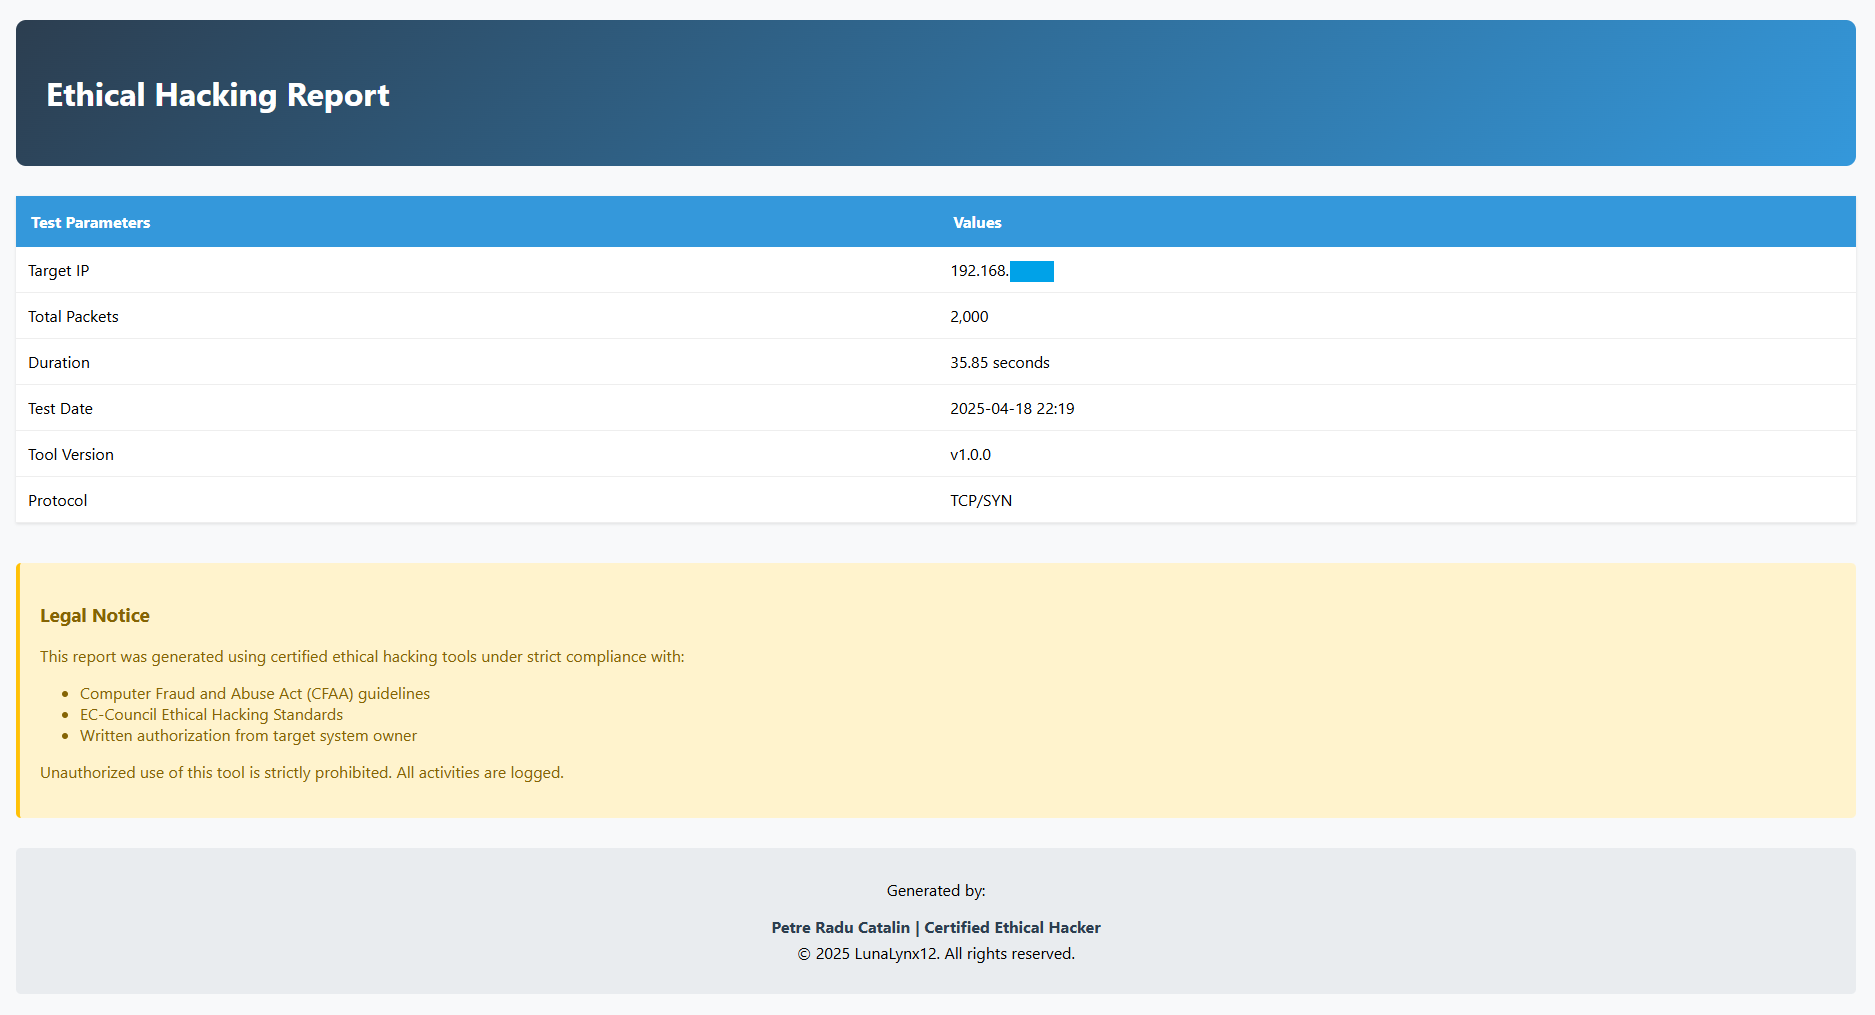 Ethical Hacking Report
Test Parameters Values
Target IP 192.168.
Total Packets 2,000
Duration 35.85 seconds
Test Date 2025-04-18 22:19
Tool Version v1.0.0
Protocol TCP/SYN
Legal Notice
This report was generated using certified ethical hacking tools under strict compliance with:
• Computer Fraud and Abuse Act (CFAA) guidelines
• EC-Council Ethical Hacking Standards
• Written authorization from target system owner
Unauthorized use of this tool is strictly prohibited. All activities are logged.
Generated by:
Petre Radu Catalin | Certified Ethical Hacker
© 2025 LunaLynx12. All rights reserved.